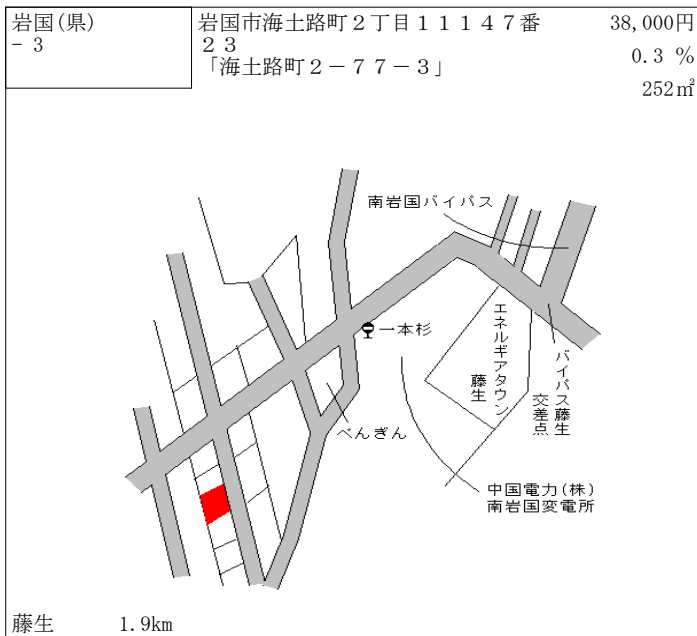 岩国(県)
－３
岩国市海土路町２丁目１１１４７番
２３
「海土路町２－７７－３」
38,000円
0.3 %
252㎡
南岩国バイパス
一本杉
エネルギアタウン
藤生
バイパス藤生
交差点
ぺんぎん
中国電力(株)
南岩国変電所
藤生 1.9km